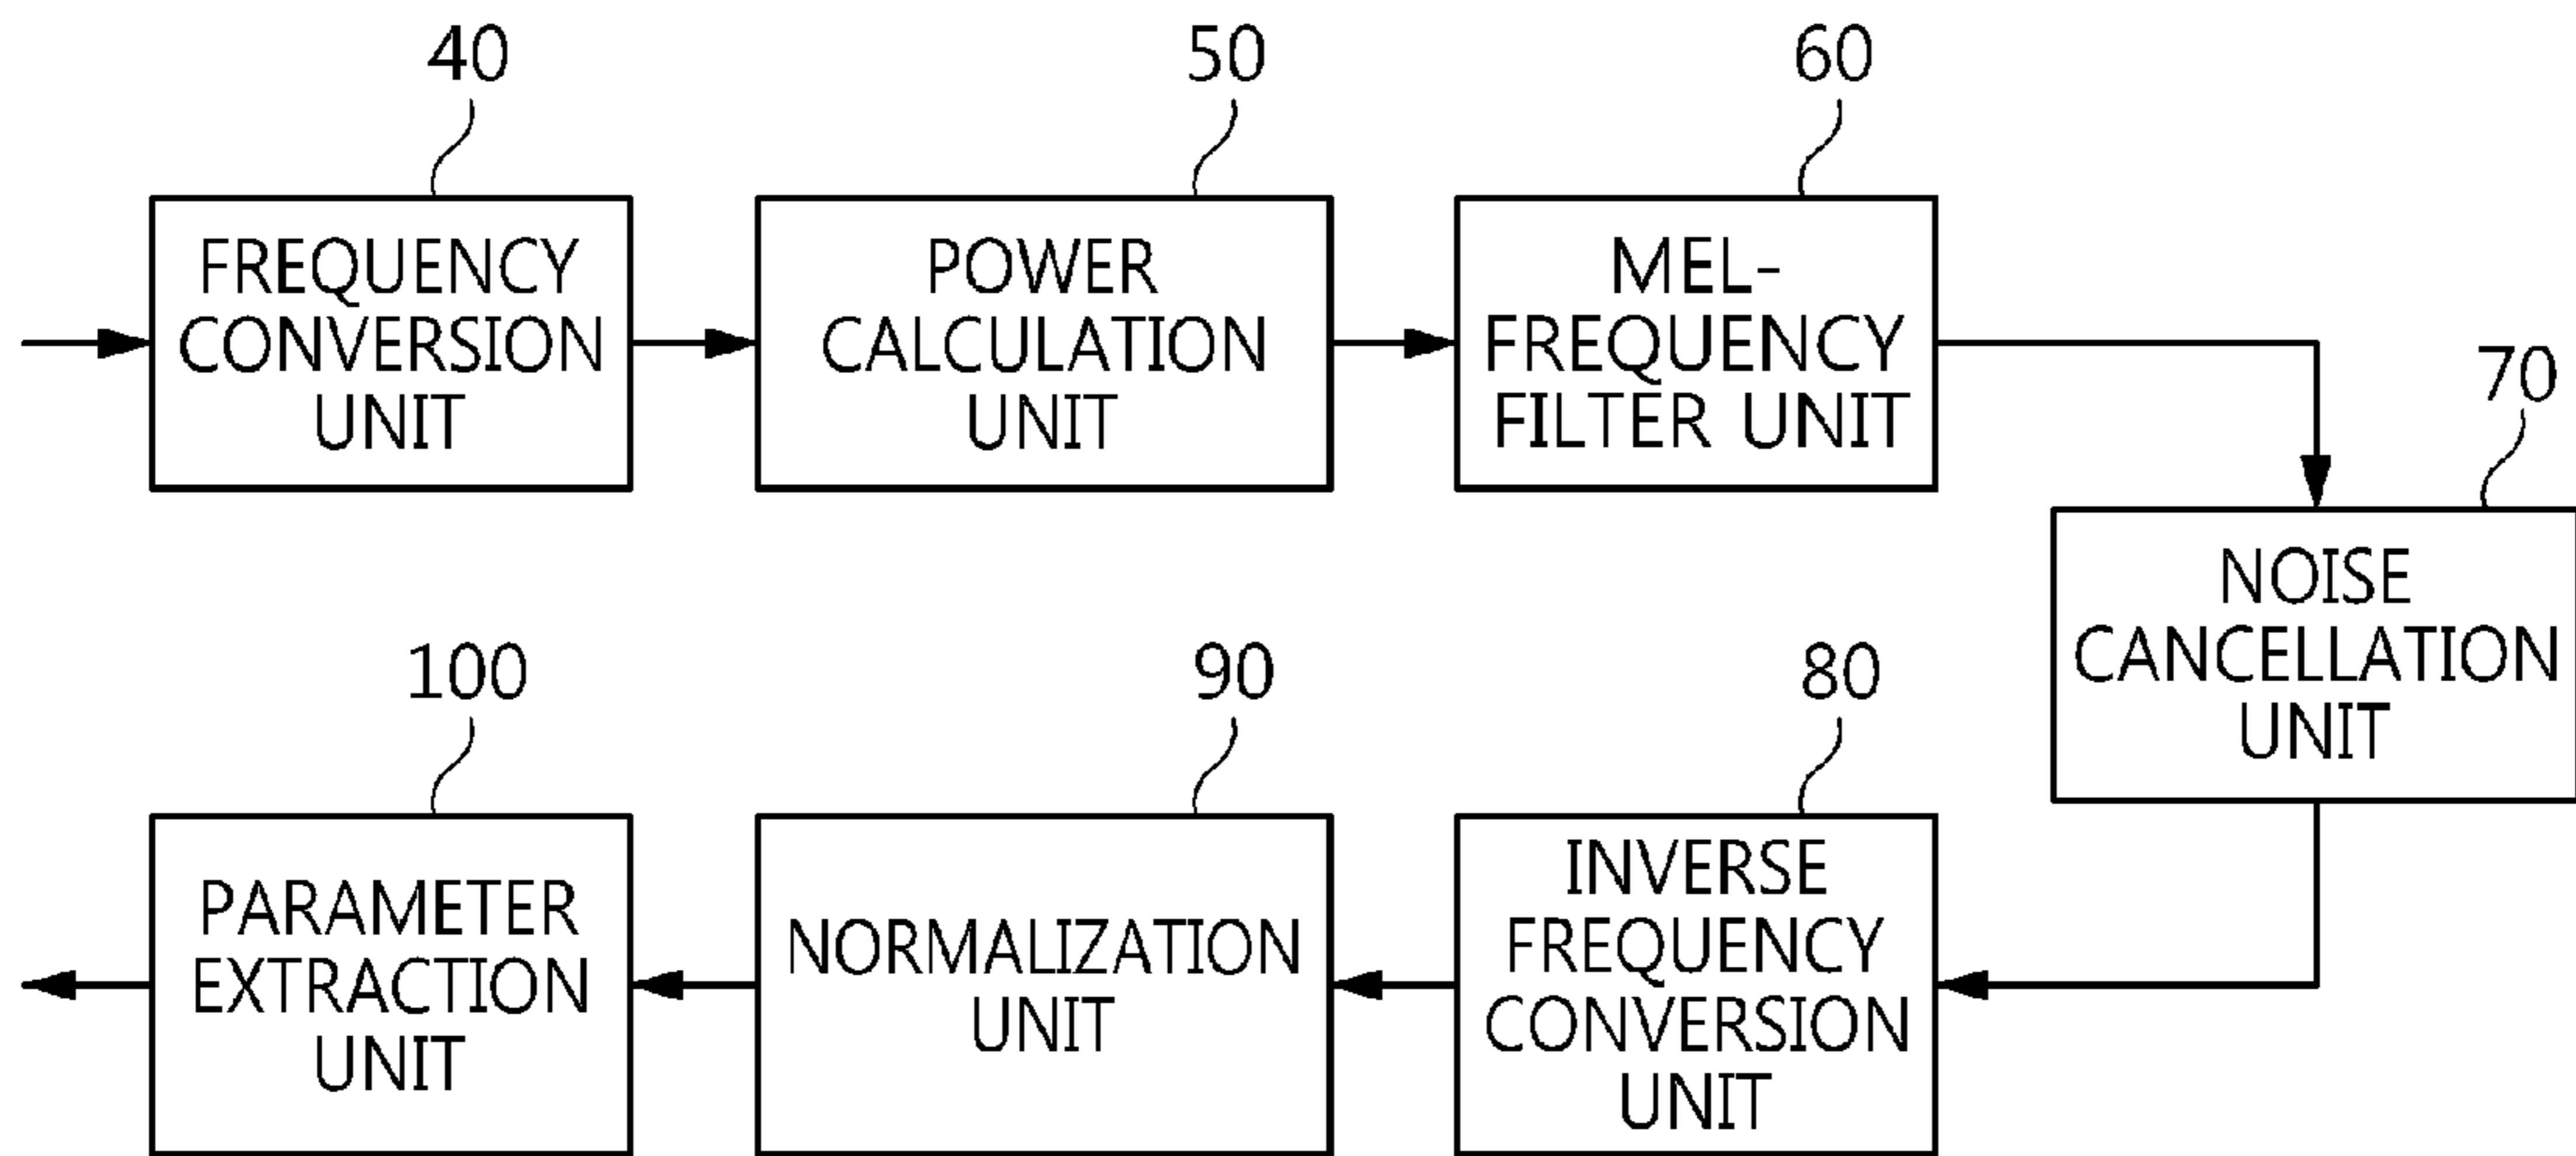 40
50
60
FREQUENCY
CONVERSION
UNIT
POWER
CALCULATION
UNIT
MEL-
FREQUENCY
FILTER UNIT
70
NOISE
CANCELLATION
UNIT
100
90
80
PARAMETER
EXTRACTION
UNIT
NORMALIZATION
UNIT
INVERSE
FREQUENCY
CONVERSION
UNIT